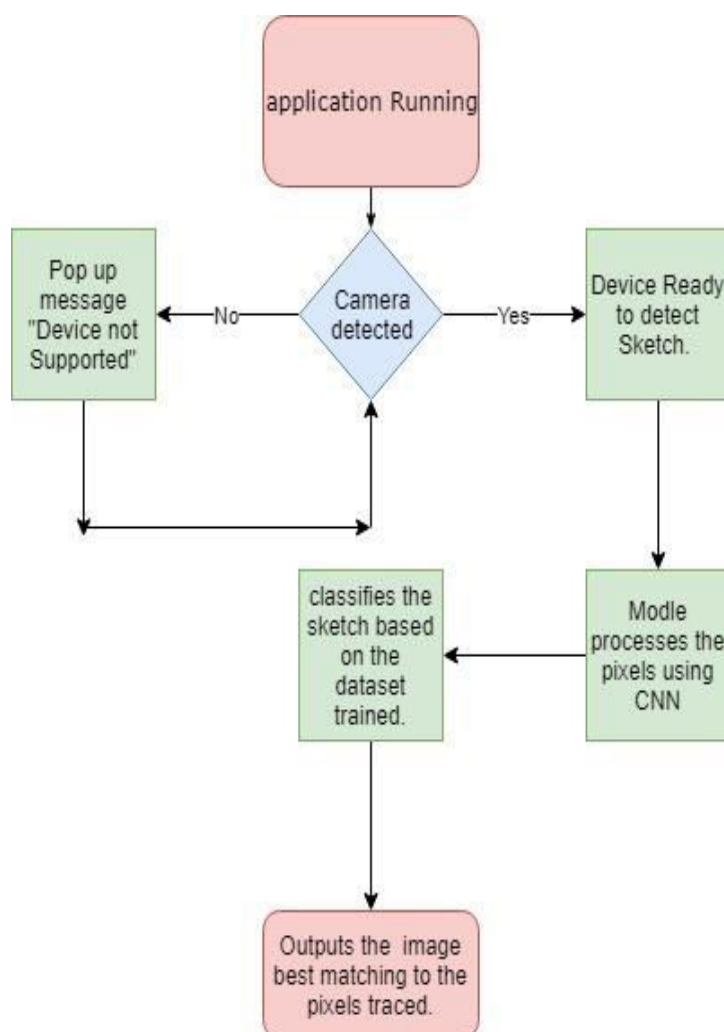 application Running
Pop up
message
"Device not
Supported"
No
Camera
detected
Yes
Device Ready
to detect
Sketch.
classifies the
sketch based
on the
dataset
trained.
Modle
processes the
pixels using
CNN
Outputs the image
best matching to the
pixels traced.